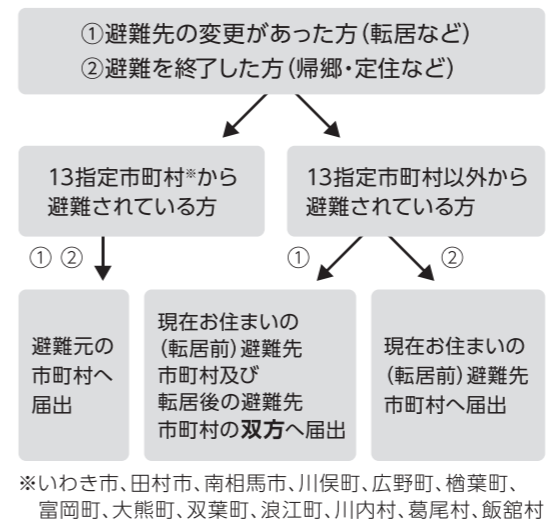 ①避難先の変更があった方(転居など)
②避難を終了した方(帰郷・定住など)
13指定市町村※から
避難されている方
13指定市町村以外から
避難されている方
① ②
①
②
避難元の
市町村へ
届出
現在お住まいの
(転居前)避難先
市町村及び
転居後の避難先
市町村の双方へ届出
現在お住まいの
(転居前)避難先
市町村へ届出
※いわき市、田村市、南相馬市、川俣町、広野町、楢葉町、
富岡町、大熊町、双葉町、浪江町、川内村、葛尾村、飯舘村